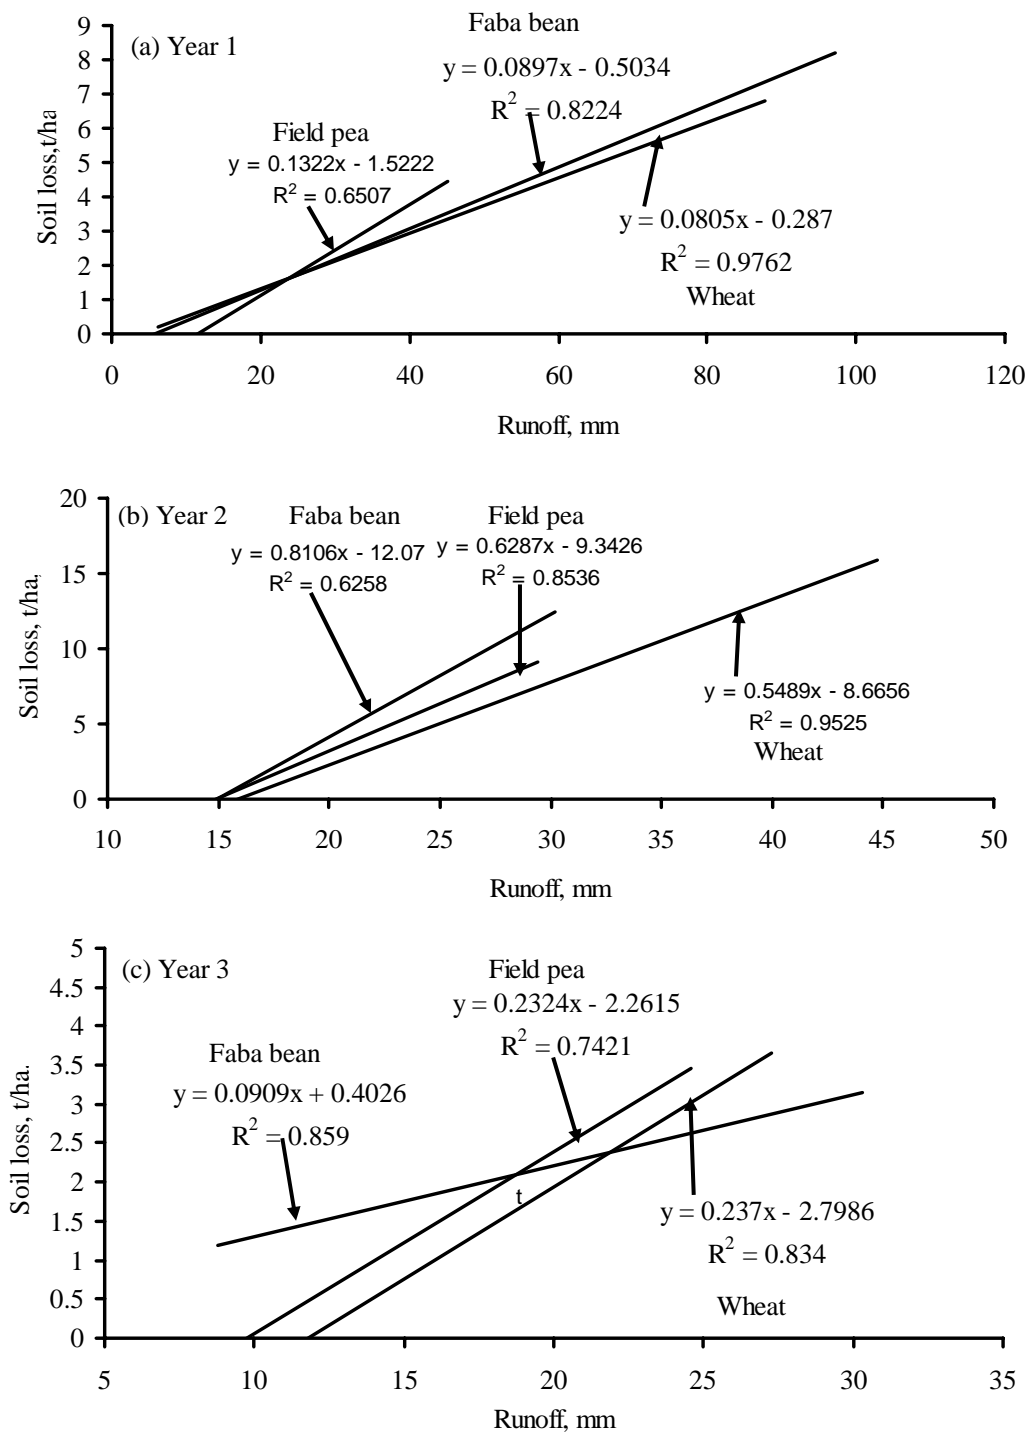 (a) Year 1
Faba bean
y = 0.0897x - 0.5034
R² = 0.8224
Field pea
y = 0.1322x - 1.5222
R² = 0.6507
y = 0.0805x - 0.287
R² = 0.9762
Wheat
Soil loss,t/ha
9
8
7
6
5
4
3
2
1
0
0 20 40 60 80 100 120
Runoff, mm
(b) Year 2
Faba bean
y = 0.8106x - 12.07
R² = 0.6258
Field pea
y = 0.6287x - 9.3426
R² = 0.8536
y = 0.5489x - 8.6656
R² = 0.9525
Wheat
Soil loss, t/ha,
20
15
10
5
0
10 15 20 25 30 35 40 45 50
Runoff, mm
(c) Year 3
Field pea
y = 0.2324x - 2.2615
R² = 0.7421
Faba bean
y = 0.0909x + 0.4026
R² = 0.859
t
y = 0.237x - 2.7986
R² = 0.834
Wheat
Soil loss, t/ha.
5
4.5
4
3.5
3
2.5
2
1.5
1
0.5
0
5 10 15 20 25 30 35
Runoff, mm